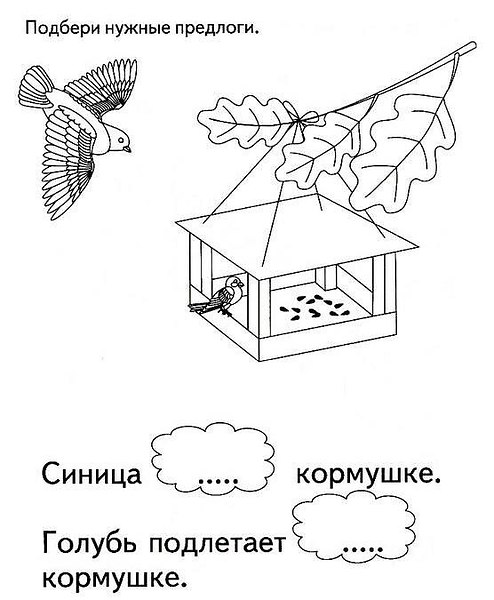 Подбери нужные предлоги.
Синица ..... кормушке.
Голубь подлетает .....
кормушке.